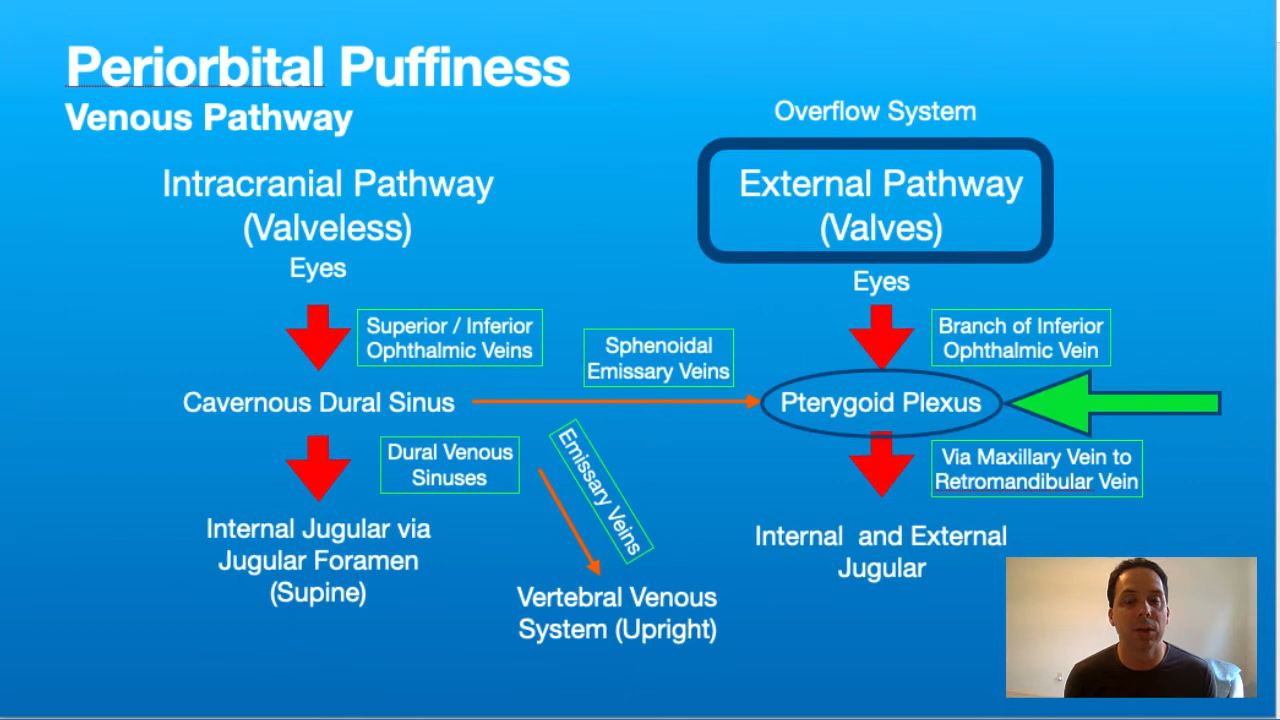 Periorbital Puffiness
Venous Pathway
Overflow System
Intracranial Pathway
(Valveless)
Eyes
Superior / Inferior
Ophthalmic Veins
Cavernous Dural Sinus
Dural Venous
Sinuses
Internal Jugular via
Jugular Foramen
(Supine)
Sphenoidal
Emissary Veins
Emissary Veins
Vertebral Venous
System (Upright)
External Pathway
(Valves)
Eyes
Branch of Inferior
Ophthalmic Vein
Pterygoid Plexus
Via Maxillary Vein to
Retromandibular Vein
Internal and External
Jugular